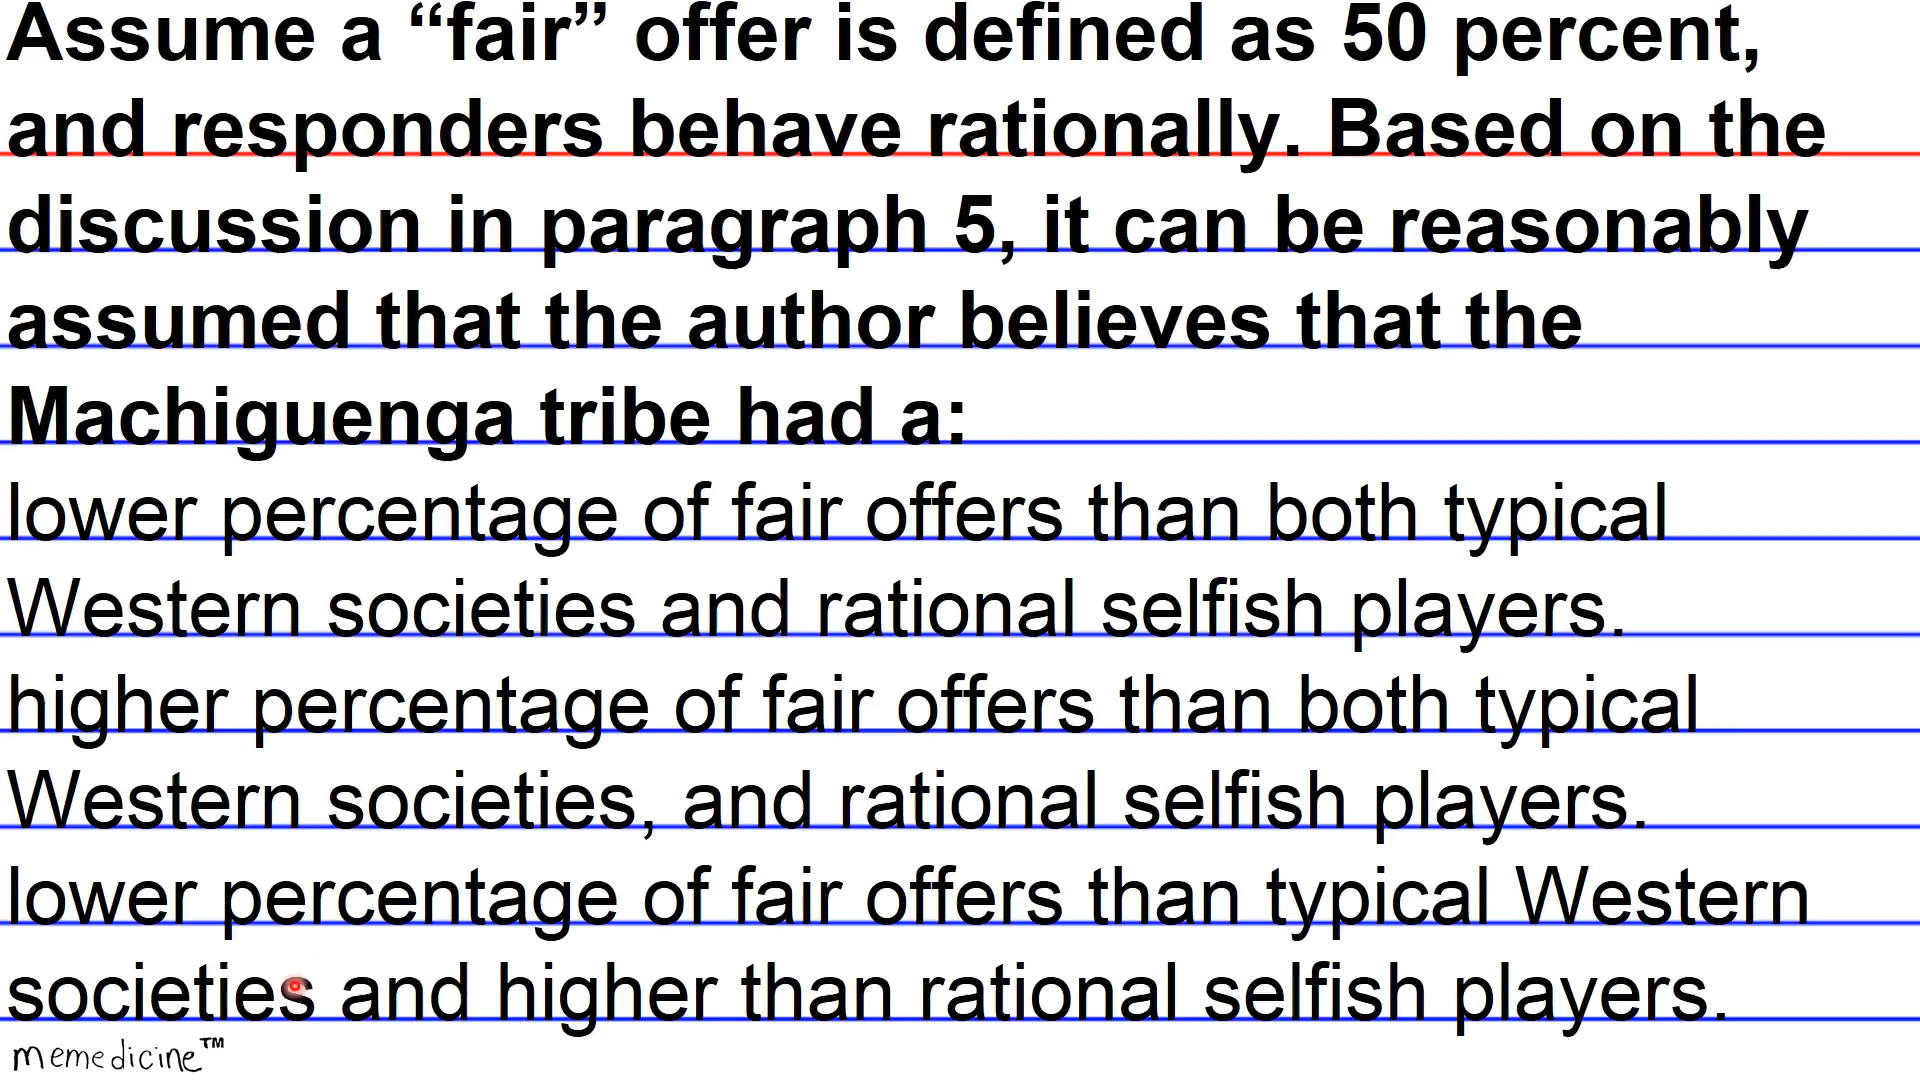 Assume a “fair” offer is defined as 50 percent,
and responders behave rationally. Based on the
discussion in paragraph 5, it can be reasonably
assumed that the author believes that the
Machiguenga tribe had a:
lower percentage of fair offers than both typical
Western societies and rational selfish players.
higher percentage of fair offers than both typical
Western societies, and rational selfish players.
lower percentage of fair offers than typical Western
societies and higher than rational selfish players.
memedicine™